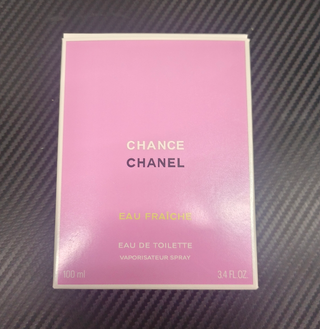 CHANCE
CHANEL
EAU FRAÎCHE
EAU DE TOILETTE
VAPORISATEUR SPRAY
100 ml 3.4 FL. OZ.